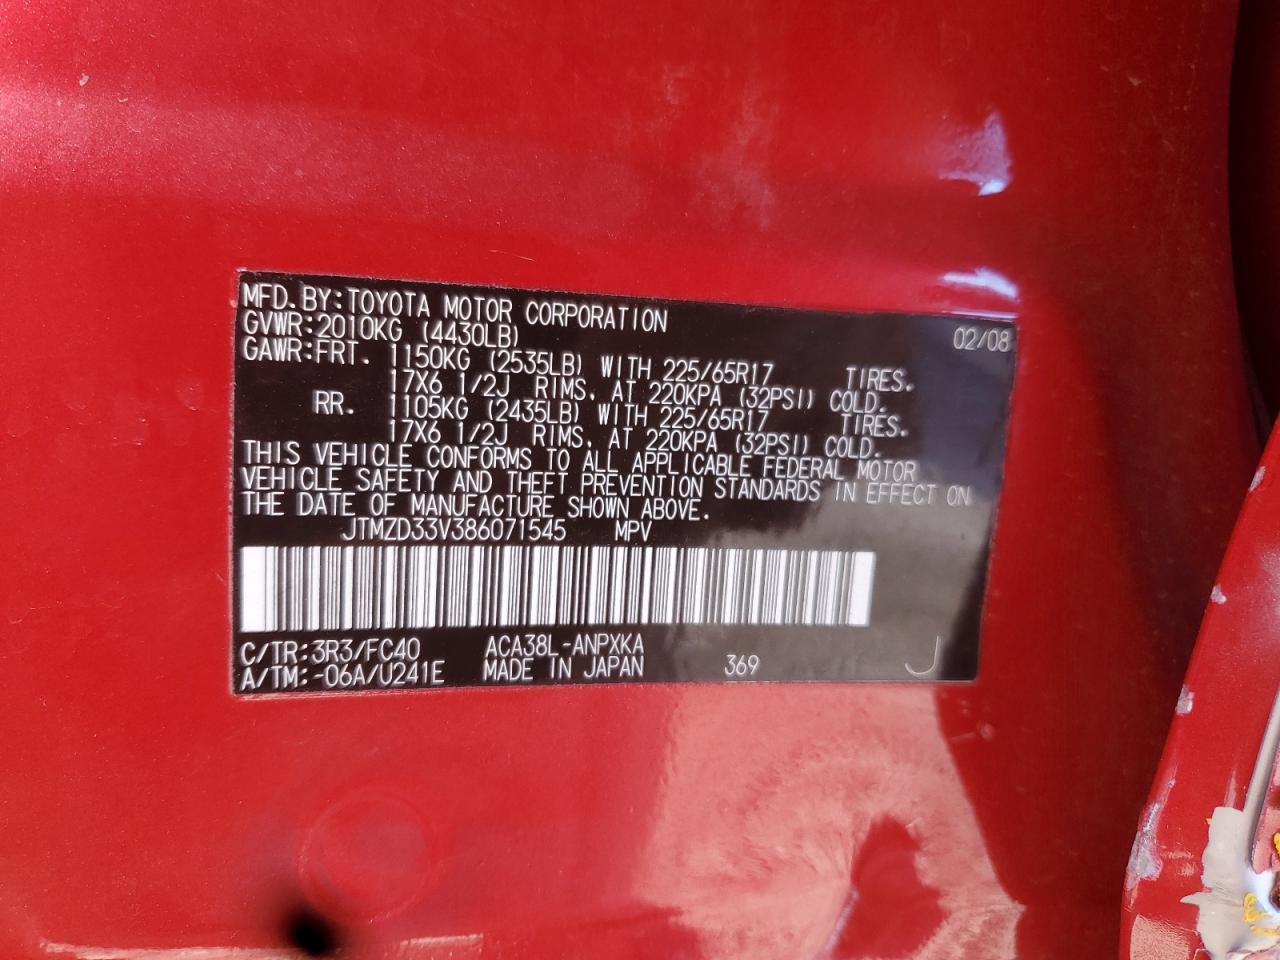 MFD. BY: TOYOTA MOTOR CORPORATION 02/08
GVWR: 2010KG (4430LB)
GAWR: FRT. 1150KG (2535LB) WITH 225/65R17 TIRES.
17X6 1/2J RIMS. AT 220KPA (32PSI) COLD.
RR. 1105KG (2435LB) WITH 225/65R17 TIRES.
17X6 1/2J RIMS. AT 220KPA (32PSI) COLD.
THIS VEHICLE CONFORMS TO ALL APPLICABLE FEDERAL MOTOR
VEHICLE SAFETY AND THEFT PREVENTION STANDARDS IN EFFECT ON
THE DATE OF MANUFACTURE SHOWN ABOVE.
JTMZD33V386071545 MPV
C/TR: 3R3/FC40 ACA38L-ANPXKA
A/TM: -06A/U241E MADE IN JAPAN 369 J